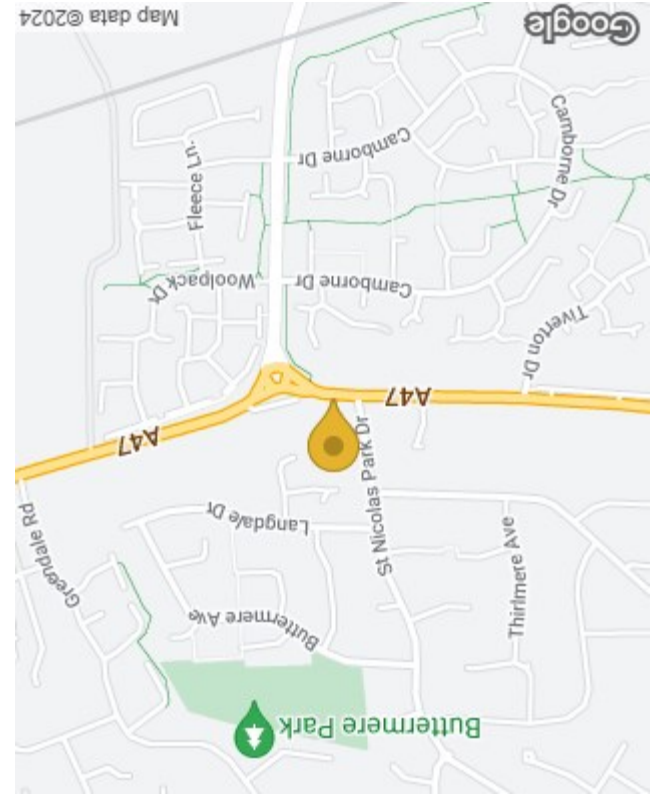 Buttermere Park
Buttermere Ave
Thirlmere Ave
Greendale Rd
Langdale Dr
St Nicolas Park Dr
A47
A47
Tiverton Dr
Camborne Dr
Woolpack Dr
Camborne Dr
Fleece Ln.
Camborne Dr
Google
Map data ©2024